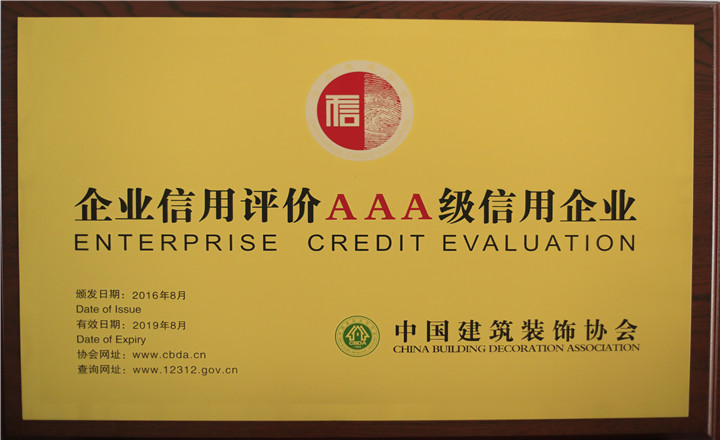 信
企业信用评价AAA级信用企业
ENTERPRISE CREDIT EVALUATION
颁发日期：2016年8月
Date of Issue
有效日期：2019年8月
Date of Expiry
协会网址：www.cbda.cn
查询网址：www.12312.gov.cn
CBDA
中国建筑装饰协会
CHINA BUILDING DECORATION ASSOCIATION